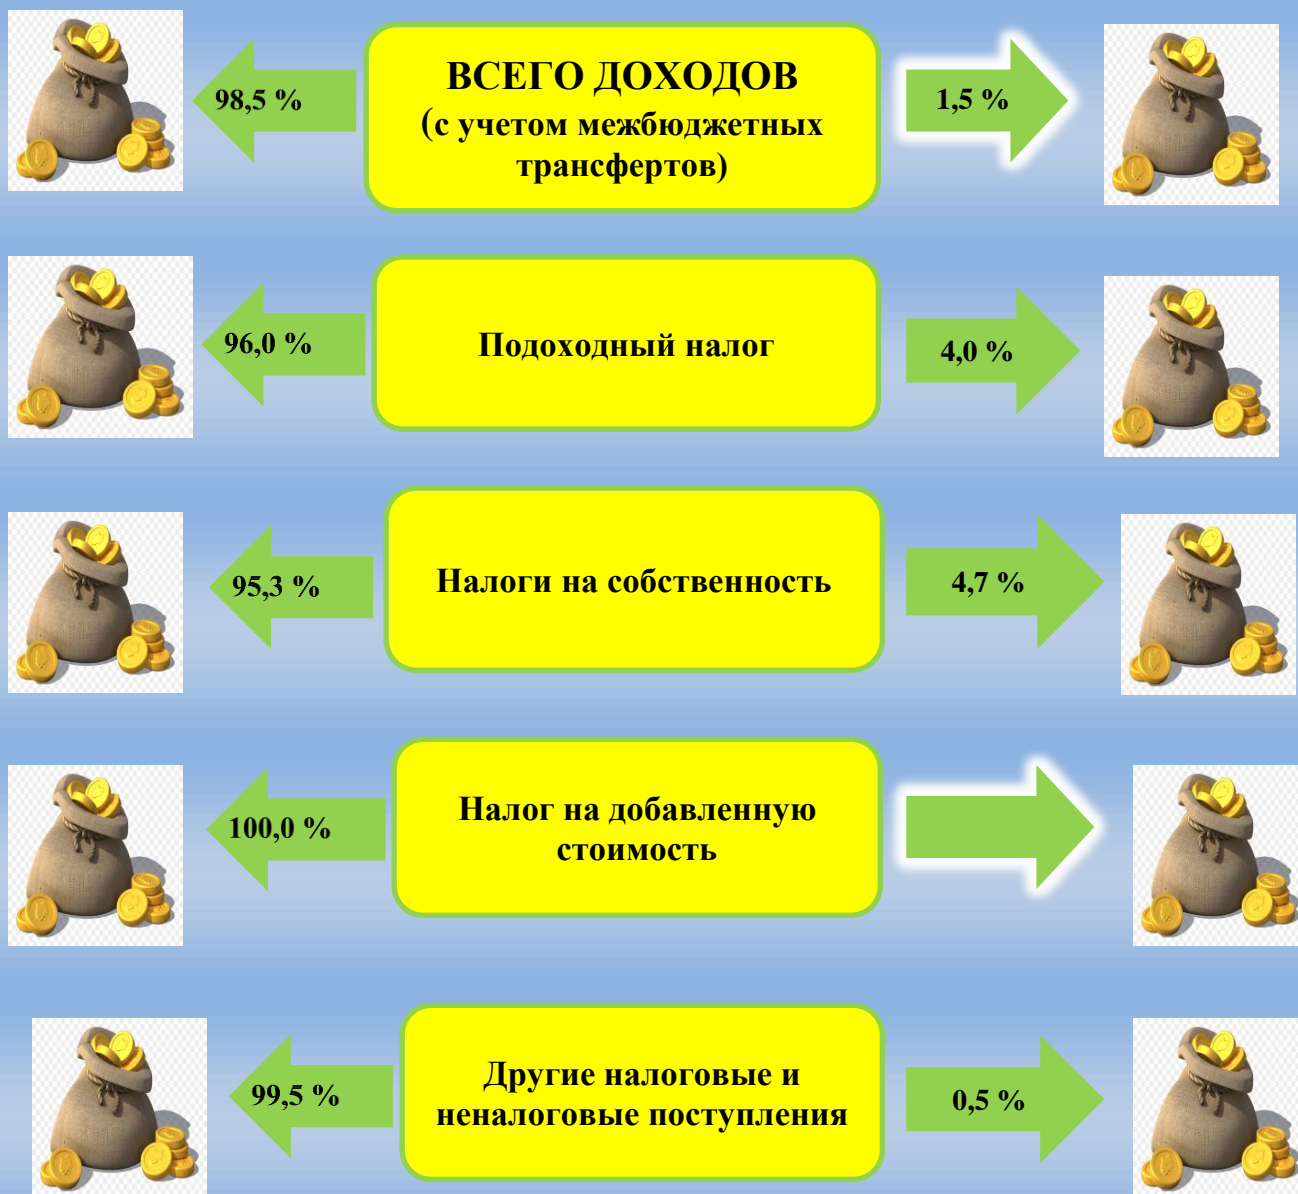 98,5 %
ВСЕГО ДОХОДОВ
(с учетом межбюджетных
трансфертов)
1,5 %
96,0 %
Подоходный налог
4,0 %
95,3 %
Налоги на собственность
4,7 %
100,0 %
Налог на добавленную
стоимость
99,5 %
Другие налоговые и
неналоговые поступления
0,5 %